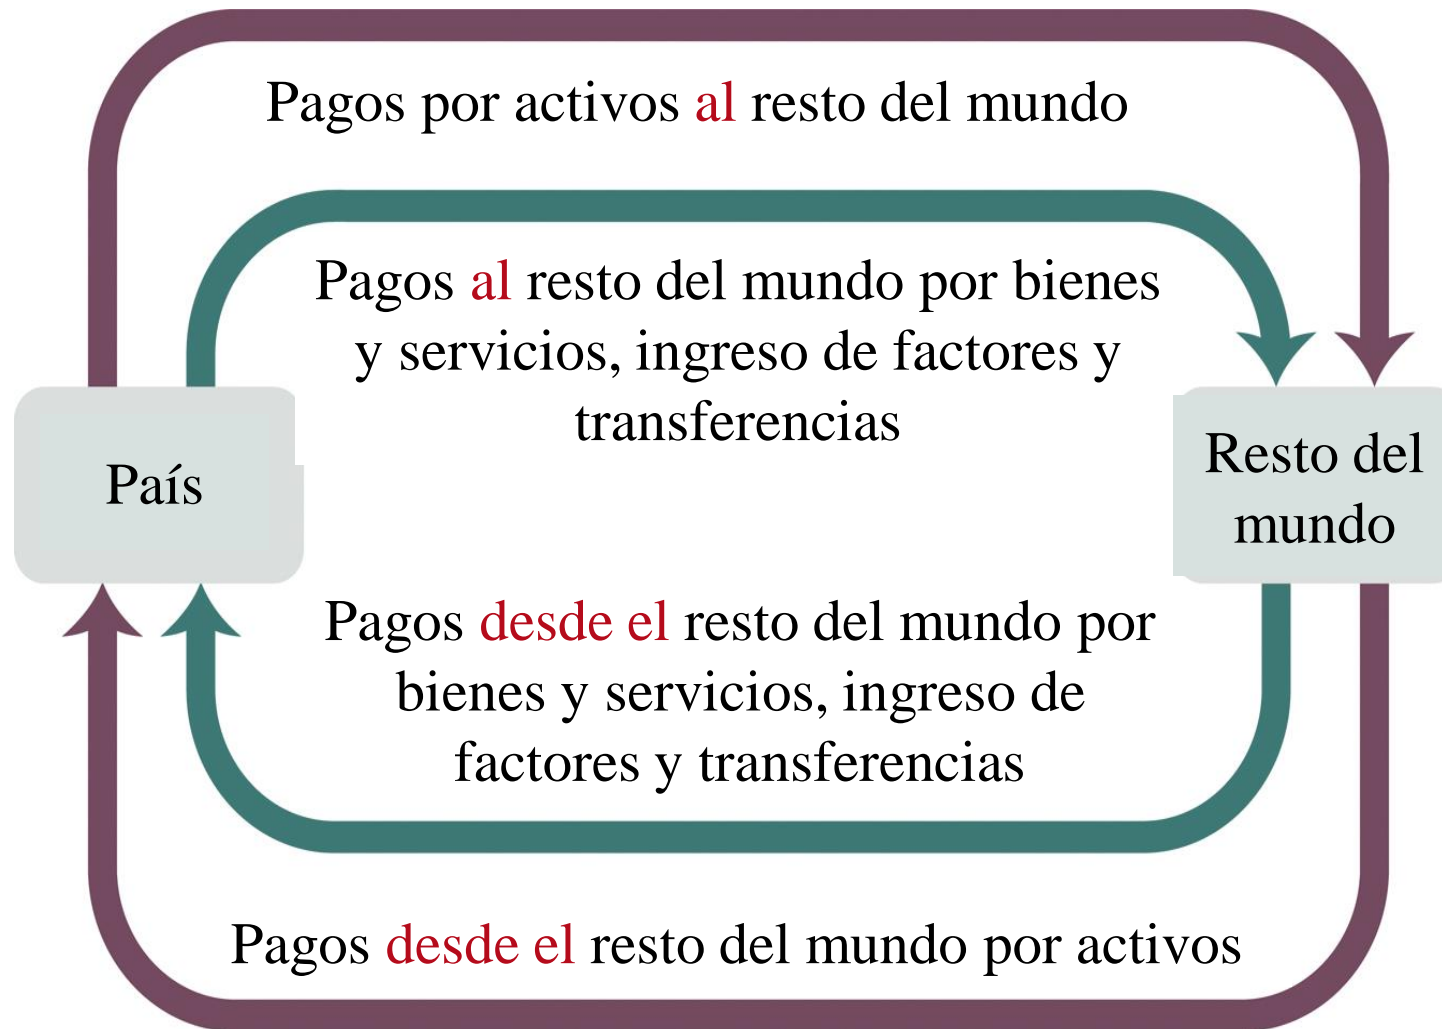 Pagos por activos al resto del mundo
Pagos al resto del mundo por bienes
y servicios, ingreso de factores y
transferencias
País
Resto del
mundo
Pagos desde el resto del mundo por
bienes y servicios, ingreso de
factores y transferencias
Pagos desde el resto del mundo por activos